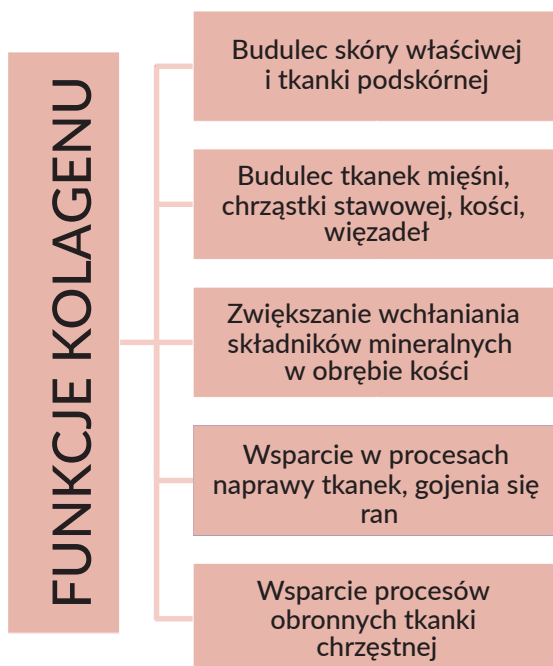 FUNKCJE KOLAGENU
Budulec skóry właściwej
i tkanki podskórnej
Budulec tkanek mięśni,
chrząstki stawowej, kości,
więzadeł
Zwiększanie wchłaniania
składników mineralnych
w obrębie kości
Wsparcie w procesach
naprawy tkanek, gojenia się
ran
Wsparcie procesów
obronnych tkanki
chrzęstnej